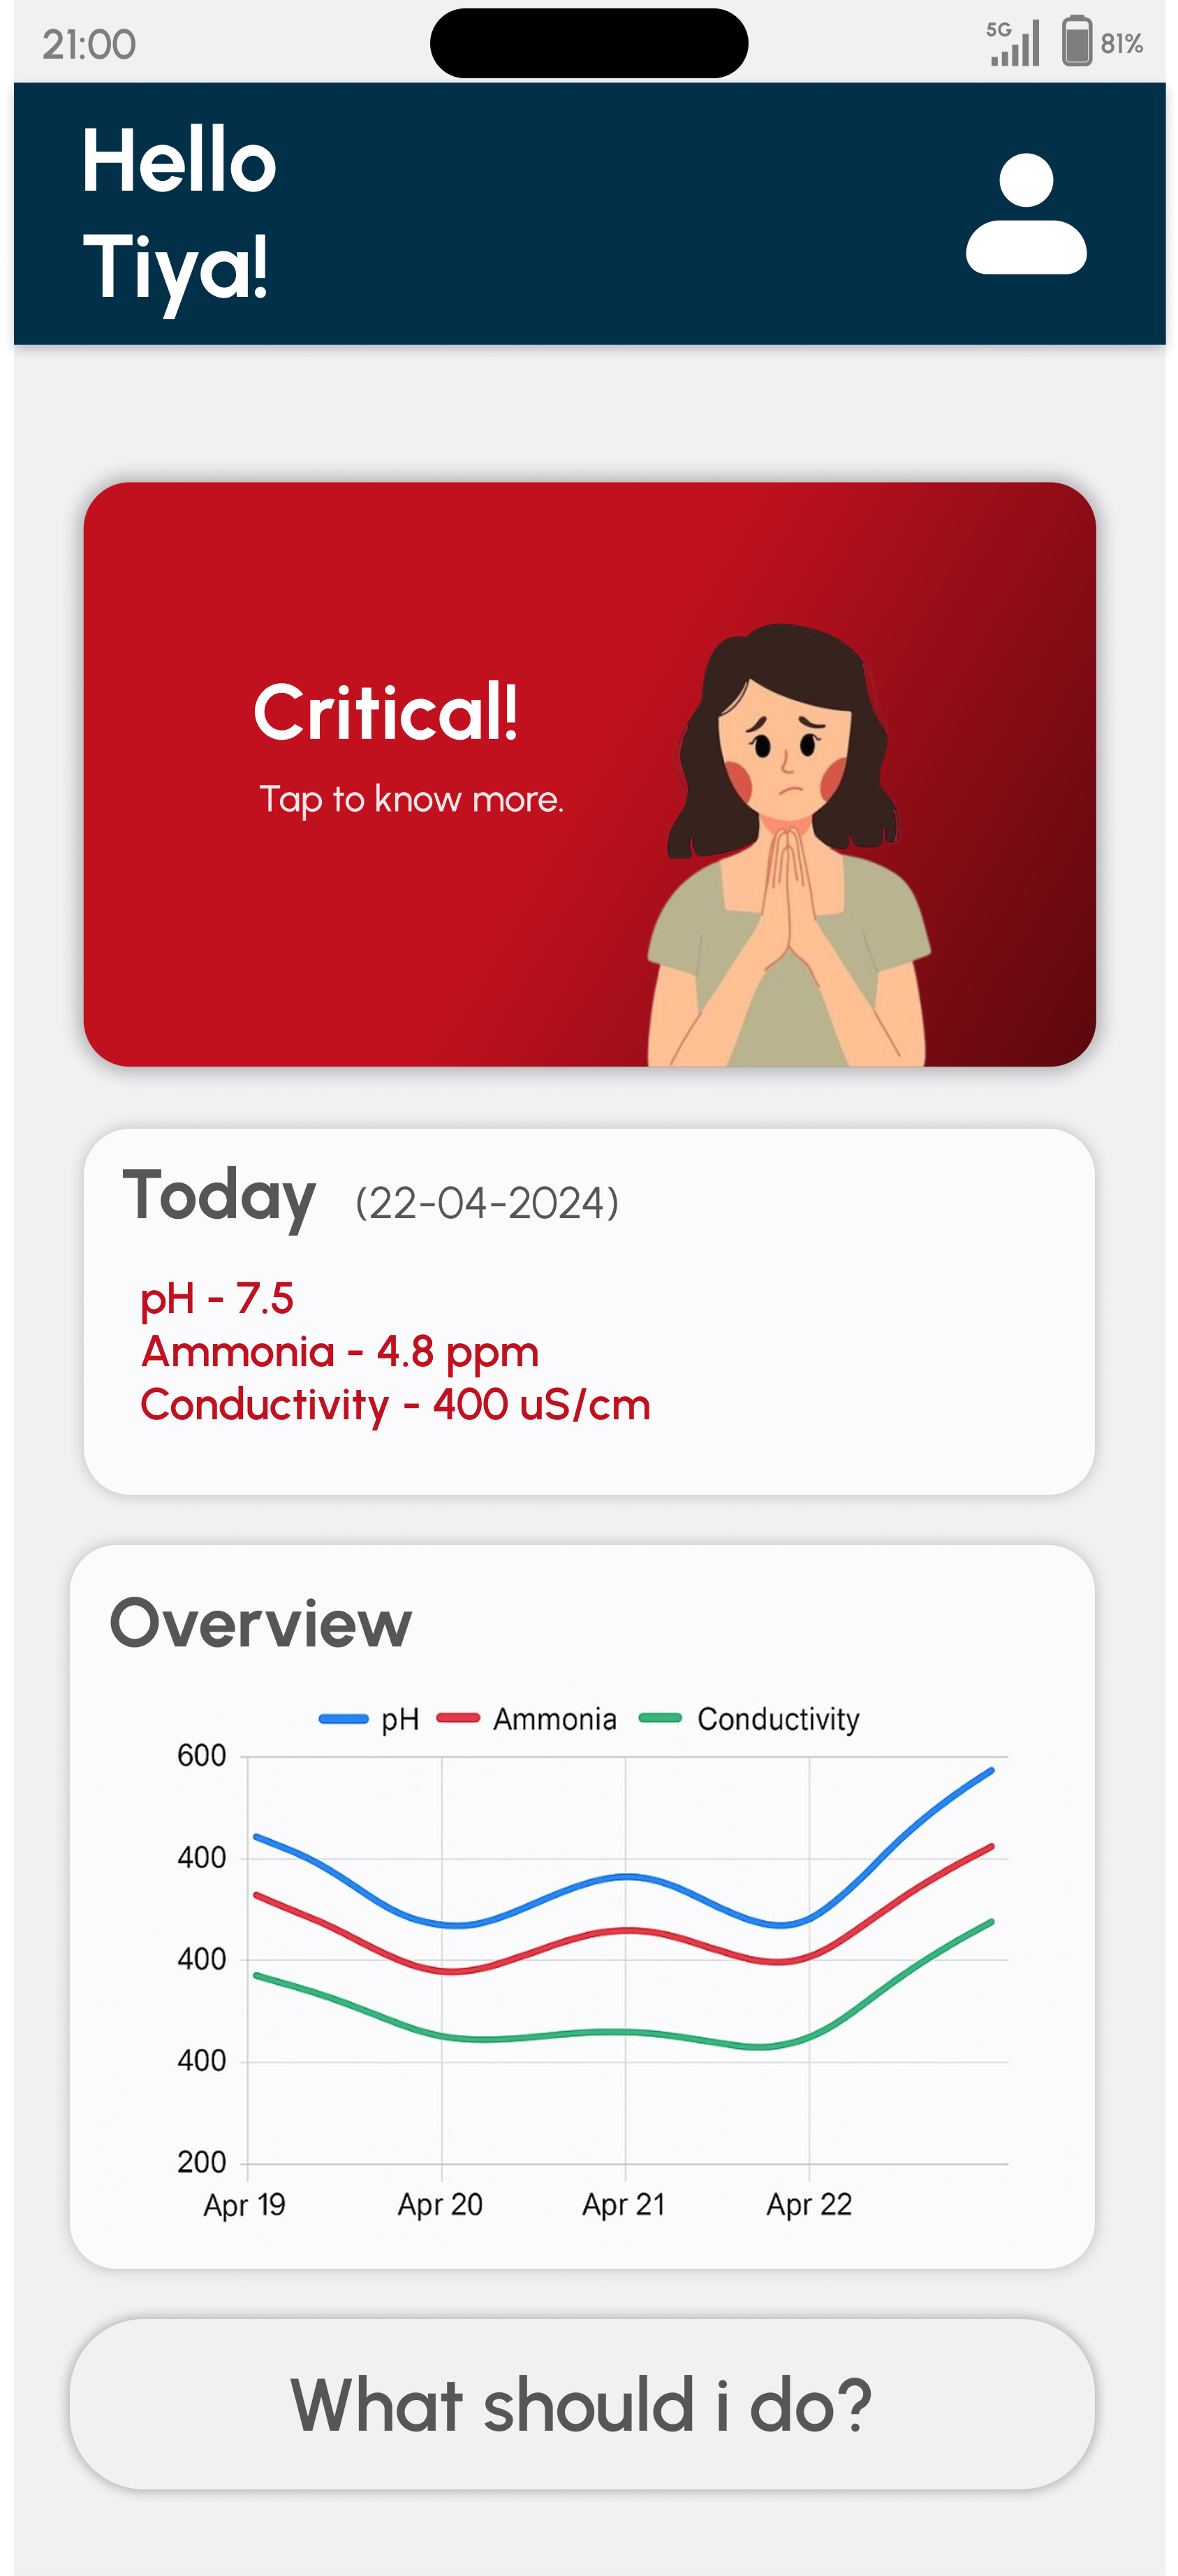 21:00
5G
81%
Hello
Tiya!
Critical!
Tap to know more.
Today (22-04-2024)
pH - 7.5
Ammonia - 4.8 ppm
Conductivity - 400 uS/cm
Overview
pH Ammonia Conductivity
600
400
400
400
200
Apr 19 Apr 20 Apr 21 Apr 22
What should i do?